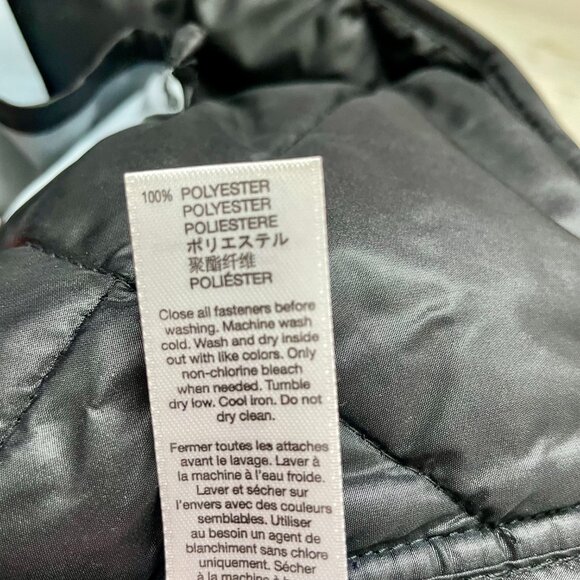 100% POLYESTER
POLYESTER
POLIESTERE
ポリエステル
聚酯纤维
POLIÉSTER
Close all fasteners before
washing. Machine wash
cold. Wash and dry inside
out with like colors. Only
non-chlorine bleach
when needed. Tumble
dry low. Cool iron. Do not
dry clean.
Fermer toutes les attaches
avant le lavage. Laver à
la machine à l'eau froide.
Laver et sécher sur
l'envers avec des couleurs
semblables. Utiliser
au besoin un agent de
blanchiment sans chlore
uniquement. Sécher
à la machine à